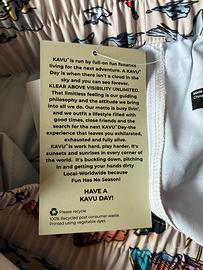 KAVU® is run by full-on fun fanatics
living for the next adventure. A KAVU®
Day is when there isn't a cloud in the
sky and you can see forever.
KLEAR ABOVE VISIBILITY UNLIMITED.
That limitless feeling is our guiding
philosophy and the attitude we bring
into all we do. Our motto is busy livin',
and we outfit a lifestyle filled with
good times, close friends and the
search for the next KAVU® Day-the
experience that leaves you exhilarated,
exhausted and fully alive.
KAVU® is work hard, play harder. It's
sunsets and sunrises in every corner of
the world. It's buckling down, pitching
in and getting your hands dirty
Local-Worldwide because
Fun Has No Season!
HAVE A
KAVU DAY!
Please recycle
100% Recycled post consumer waste.
Printed using vegetable dyes.